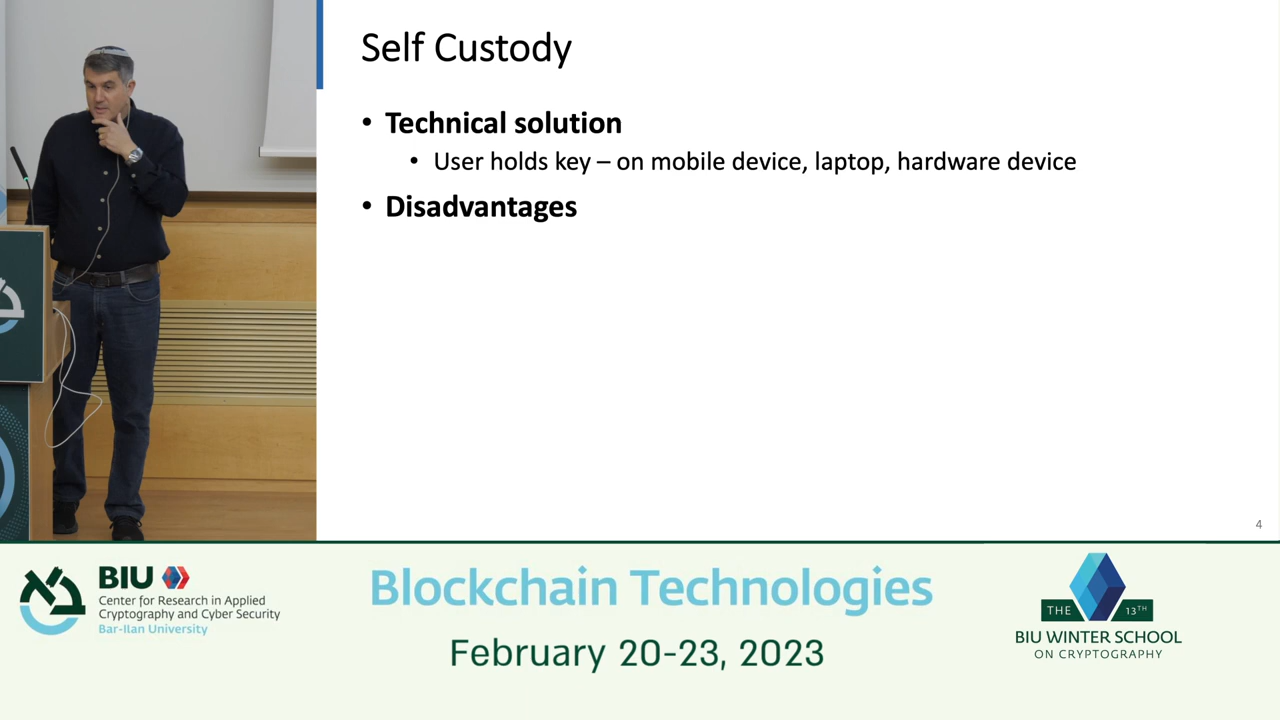 Self Custody
• Technical solution
• User holds key – on mobile device, laptop, hardware device
• Disadvantages
4
BIU
Center for Research in Applied
Cryptography and Cyber Security
Bar-Ilan University
Blockchain Technologies
February 20-23, 2023
THE 13TH
BIU WINTER SCHOOL
ON CRYPTOGRAPHY